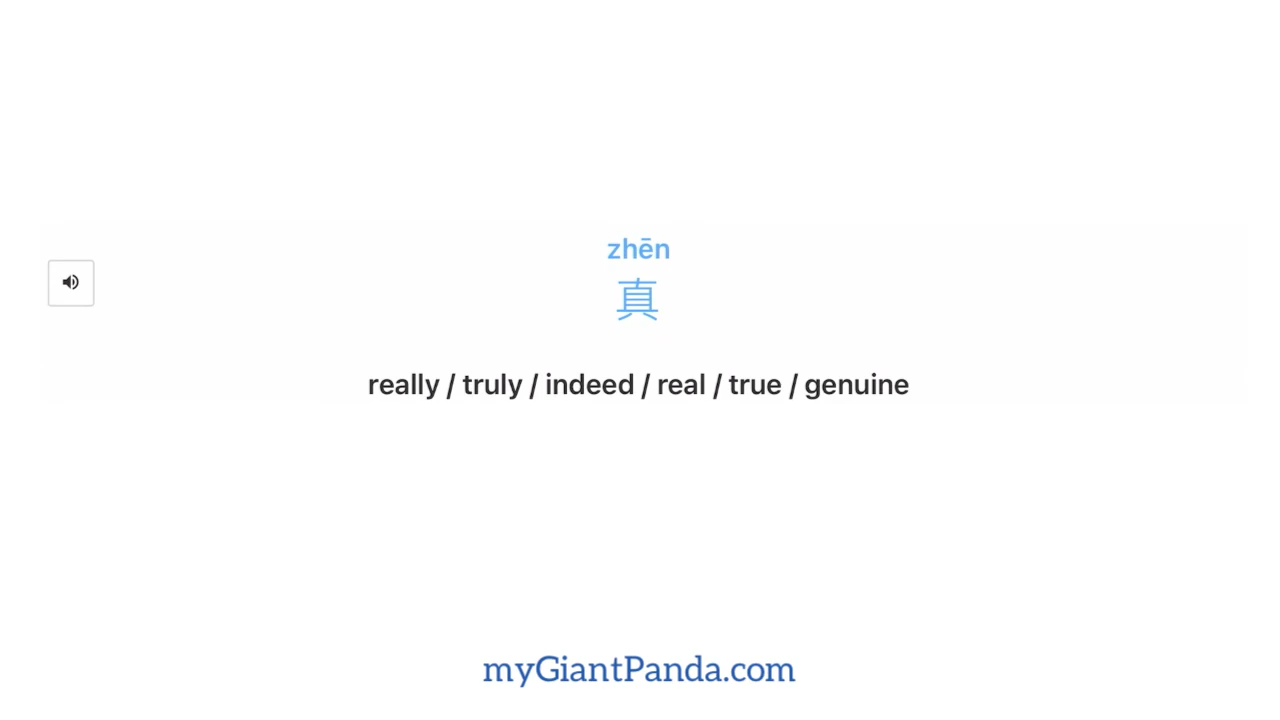 zhēn
真
really / truly / indeed / real / true / genuine
myGiantPanda.com